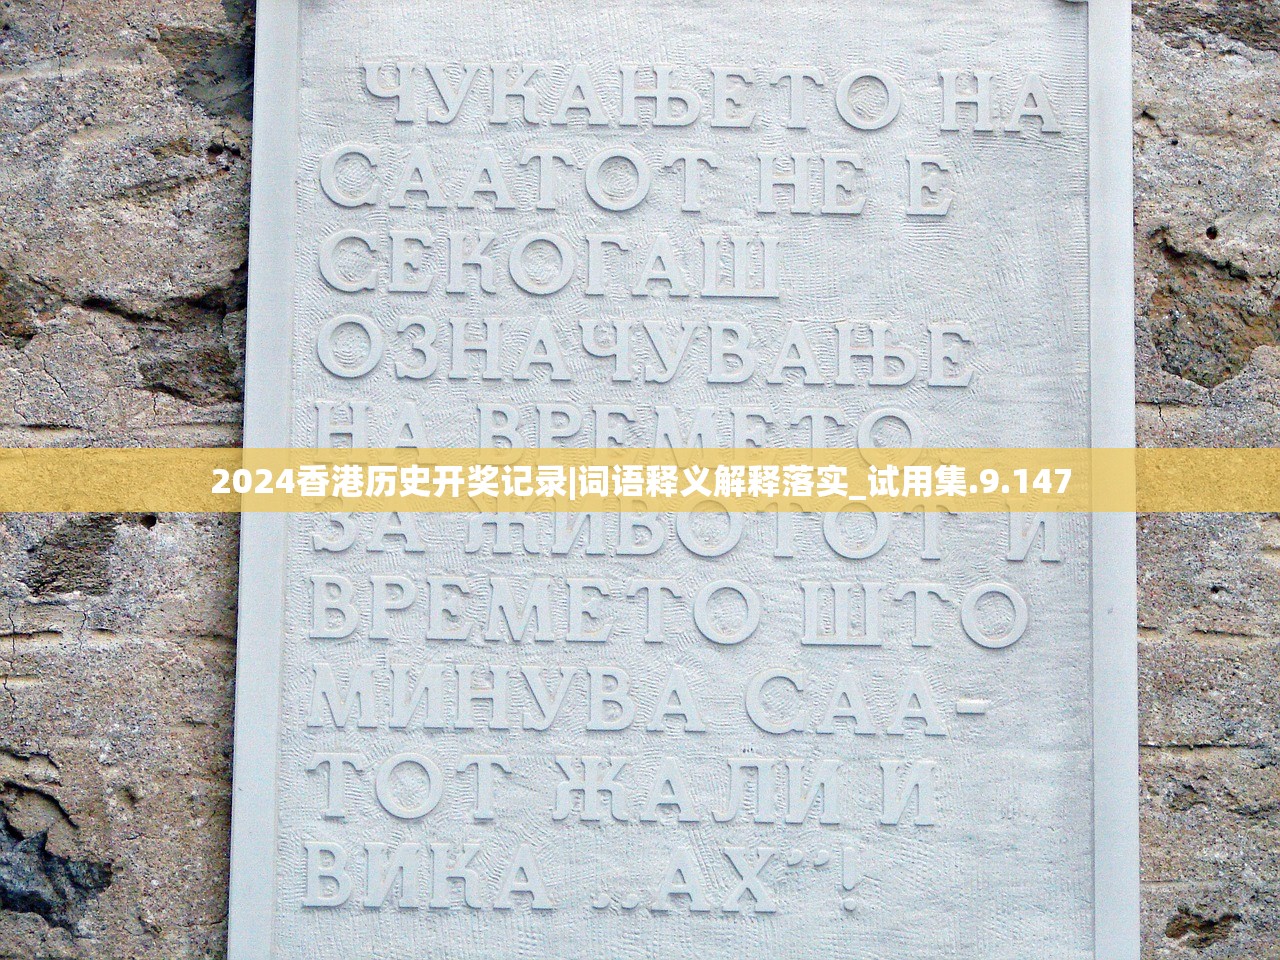 ЧУКАЊЕТО НА
СААТОТ НЕ Е
СЕКОГАШ
ОЗНАЧУВАЊЕ
НА ВРЕМЕТО.
2024香港历史开奖记录|词语释义解释落实_试用集.9.147
ЗА ЖИВОТОТ И
ВРЕМЕТО ШТО
МИНУВА САА-
ТОТ ЖАЛИ И
ВИКА „АХ“!